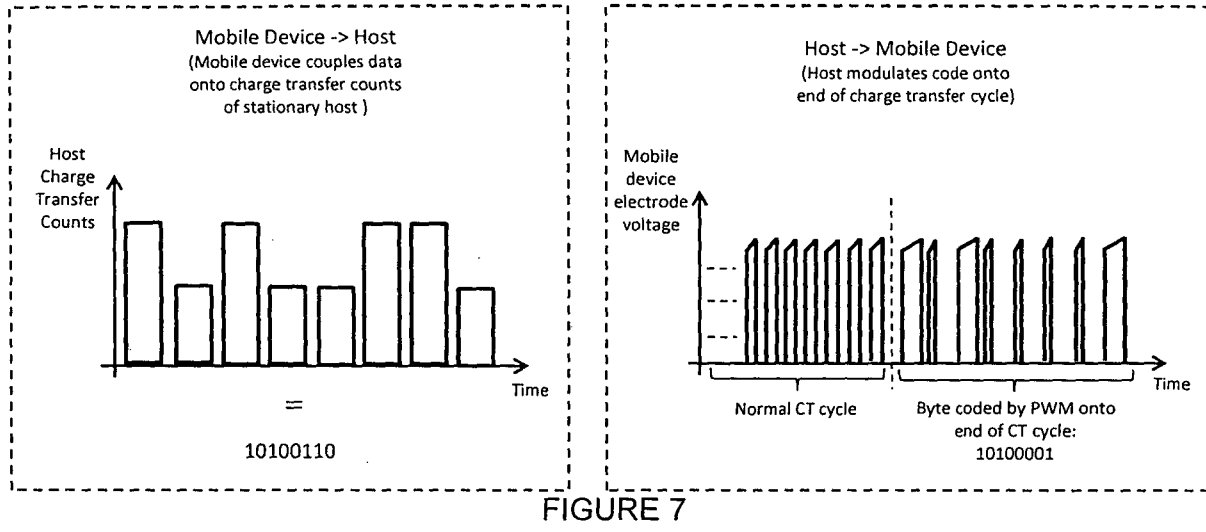 Mobile Device -> Host
(Mobile device couples data
onto charge transfer counts
of stationary host )
Host
Charge
Transfer
Counts
Time
=
10100110
Host -> Mobile Device
(Host modulates code onto
end of charge transfer cycle)
Mobile
device
electrode
voltage
Time
Normal CT cycle
Byte coded by PWM onto
end of CT cycle:
10100001
FIGURE 7